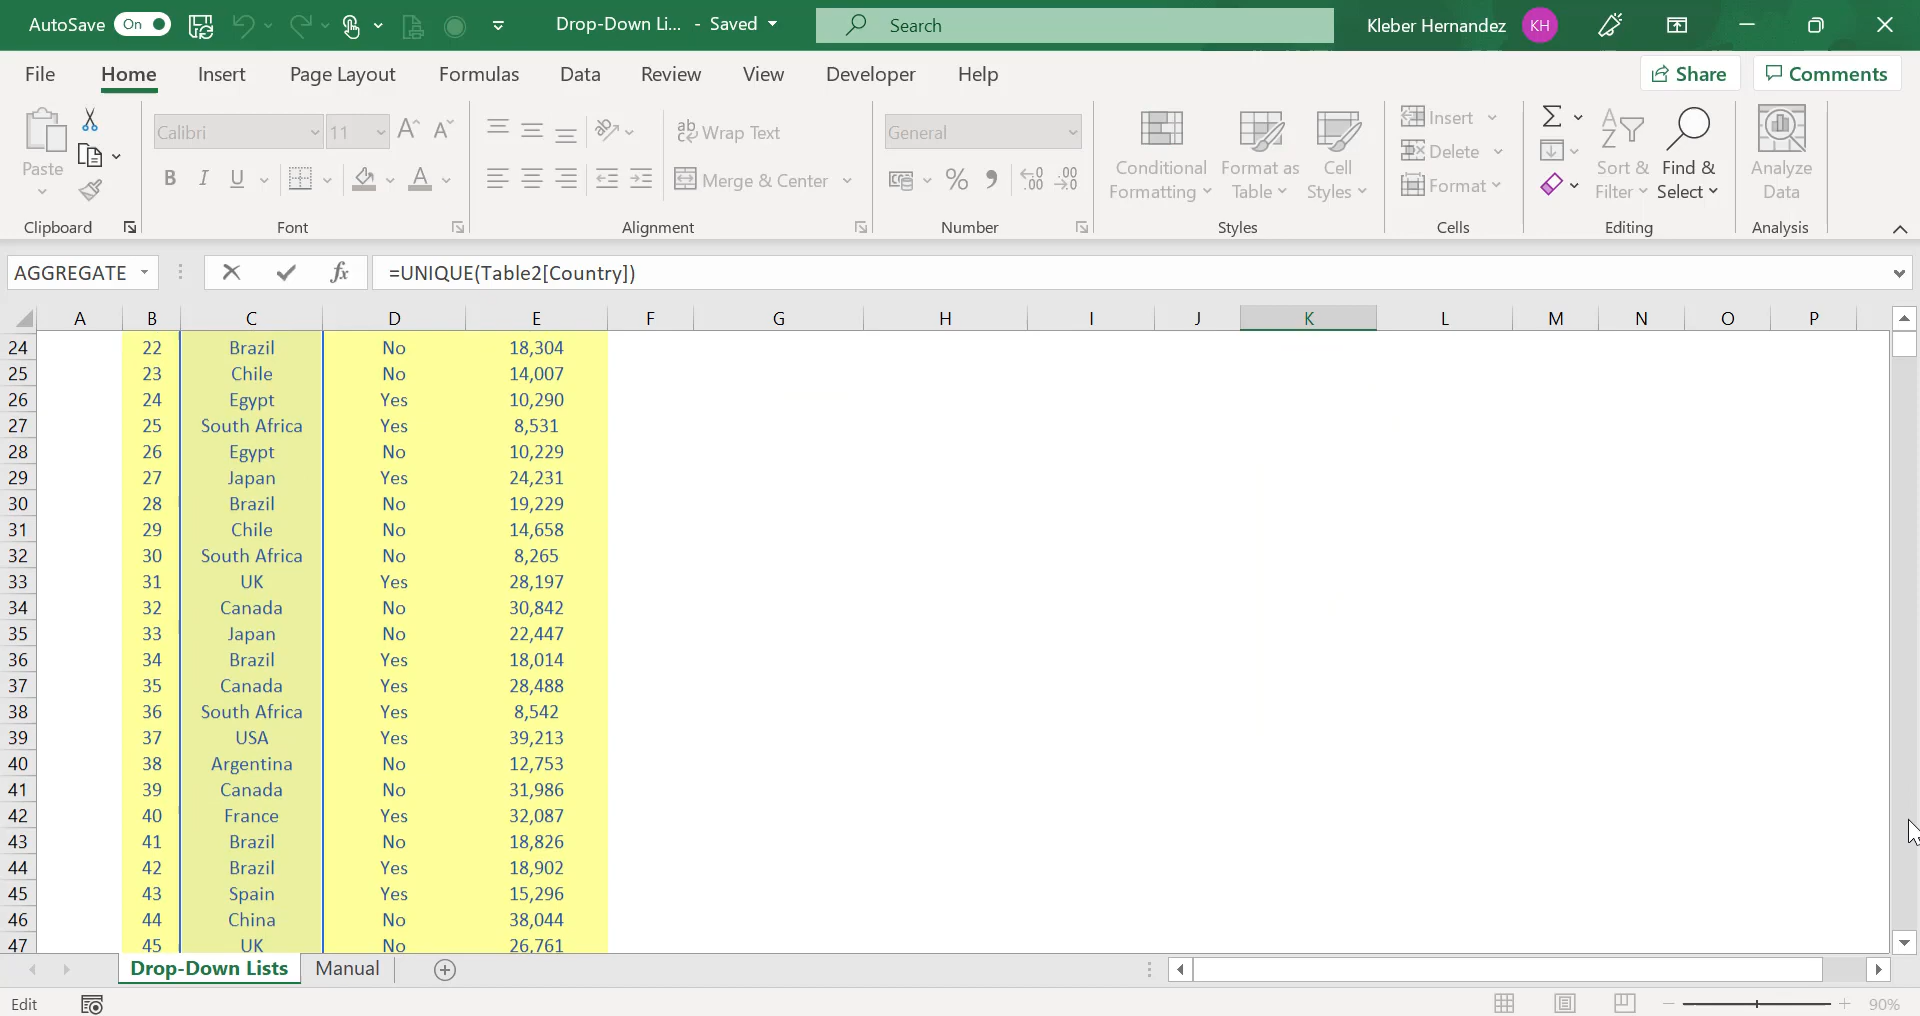 AutoSave On Drop-Down Li... - Saved Search Kleber Hernandez KH
File Home Insert Page Layout Formulas Data Review View Developer Help Share Comments
Paste
Clipboard
Calibri 11 A A
B I U A
Font
ab Wrap Text
Merge & Center
Alignment
General
% 9 .00 .00
Number
Conditional Formatting
Format as Table
Cell Styles
Styles
Insert
Delete
Format
Cells
Sort & Filter
Find & Select
Editing
Analyze Data
Analysis
AGGREGATE fx =UNIQUE(Table2[Country])
A B C D E F G H I J K L M N O P
24 22 Brazil No 18,304
25 23 Chile No 14,007
26 24 Egypt Yes 10,290
27 25 South Africa Yes 8,531
28 26 Egypt No 10,229
29 27 Japan Yes 24,231
30 28 Brazil No 19,229
31 29 Chile No 14,658
32 30 South Africa No 8,265
33 31 UK Yes 28,197
34 32 Canada No 30,842
35 33 Japan No 22,447
36 34 Brazil Yes 18,014
37 35 Canada Yes 28,488
38 36 South Africa Yes 8,542
39 37 USA Yes 39,213
40 38 Argentina No 12,753
41 39 Canada No 31,986
42 40 France Yes 32,087
43 41 Brazil No 18,826
44 42 Brazil Yes 18,902
45 43 Spain Yes 15,296
46 44 China No 38,044
47 45 UK No 26,761
Drop-Down Lists Manual
Edit 90%